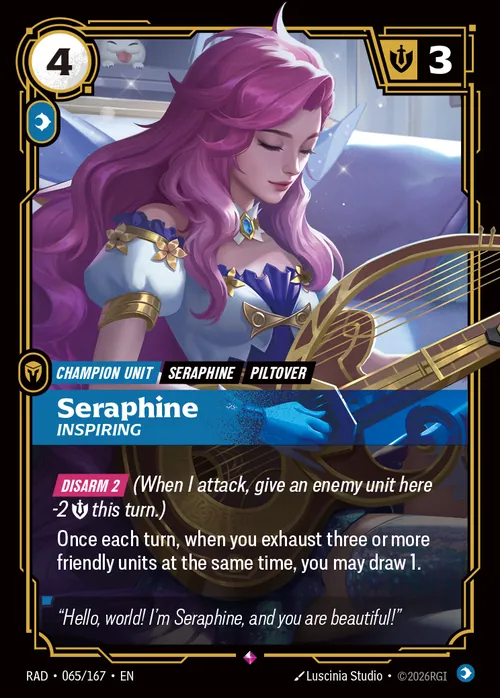 4
3
CHAMPION UNIT SERAPHINE PILTOVER
Seraphine
INSPIRING
DISARM 2 (When I attack, give an enemy unit here
-2 this turn.)
Once each turn, when you exhaust three or more
friendly units at the same time, you may draw 1.
“Hello, world! I’m Seraphine, and you are beautiful!”
RAD • 065/167 • EN
Luscinia Studio • ©2026RGI